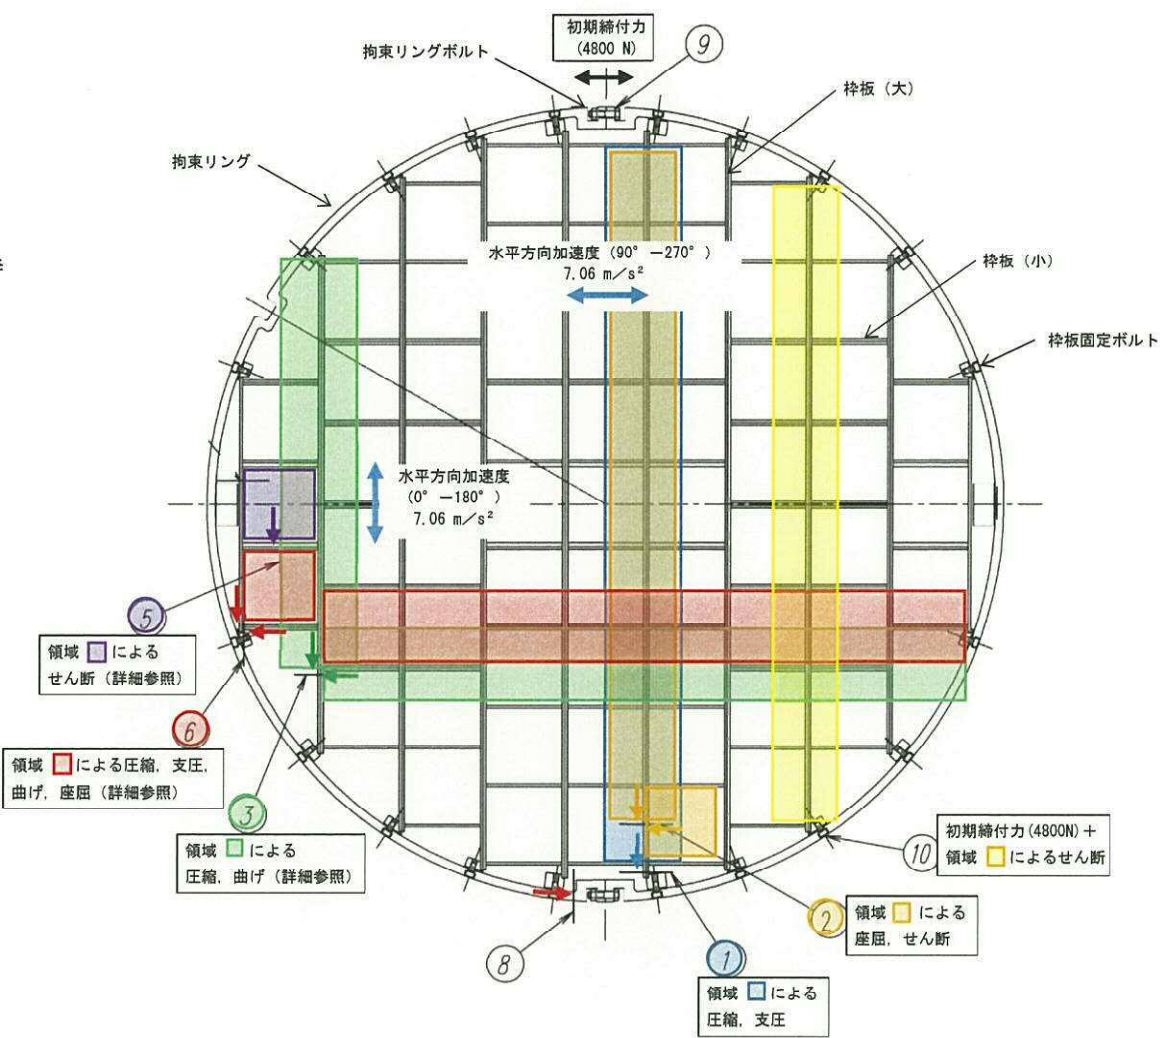 初期締付力
(4800 N)
9
拘束リングボルト
枠板（大）
拘束リング
水平方向加速度（90° －270° ）
7.06 m／s²
枠板（小）
枠板固定ボルト
水平方向加速度
（0° －180° ）
7.06 m／s²
5
領域 による
せん断（詳細参照）
6
領域 による圧縮，支圧，
曲げ，座屈（詳細参照）
3
領域 による
圧縮，曲げ（詳細参照）
10
初期締付力(4800N)＋
領域 によるせん断
2
領域 による
座屈，せん断
8
1
領域 による
圧縮，支圧